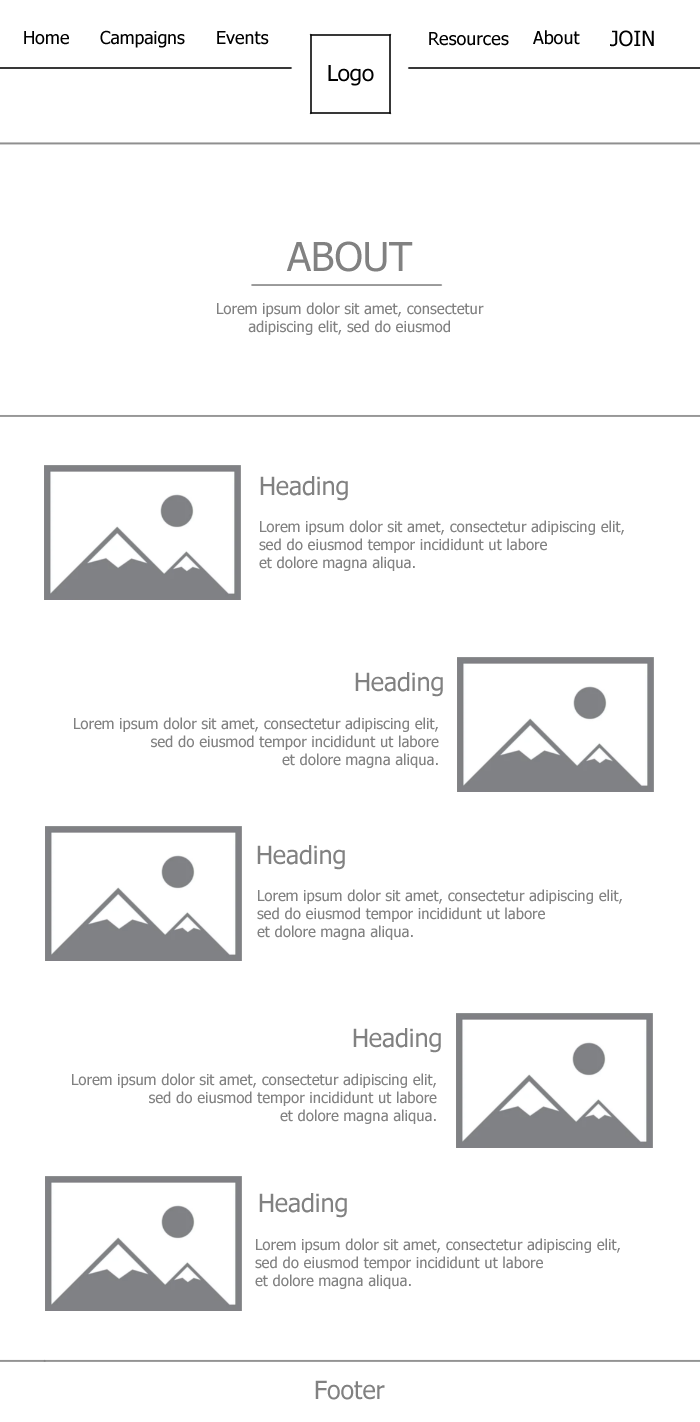 Home Campaigns Events Logo Resources About JOIN
ABOUT
Lorem ipsum dolor sit amet, consectetur
adipiscing elit, sed do eiusmod
Heading
Lorem ipsum dolor sit amet, consectetur adipiscing elit,
sed do eiusmod tempor incididunt ut labore
et dolore magna aliqua.
Heading
Lorem ipsum dolor sit amet, consectetur adipiscing elit,
sed do eiusmod tempor incididunt ut labore
et dolore magna aliqua.
Heading
Lorem ipsum dolor sit amet, consectetur adipiscing elit,
sed do eiusmod tempor incididunt ut labore
et dolore magna aliqua.
Heading
Lorem ipsum dolor sit amet, consectetur adipiscing elit,
sed do eiusmod tempor incididunt ut labore
et dolore magna aliqua.
Heading
Lorem ipsum dolor sit amet, consectetur adipiscing elit,
sed do eiusmod tempor incididunt ut labore
et dolore magna aliqua.
Footer